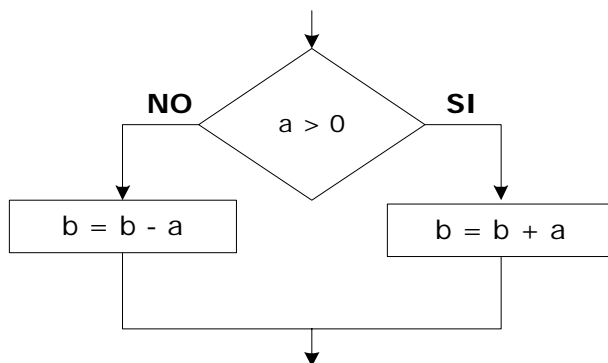 NO
SI
a > 0
b = b - a
b = b + a